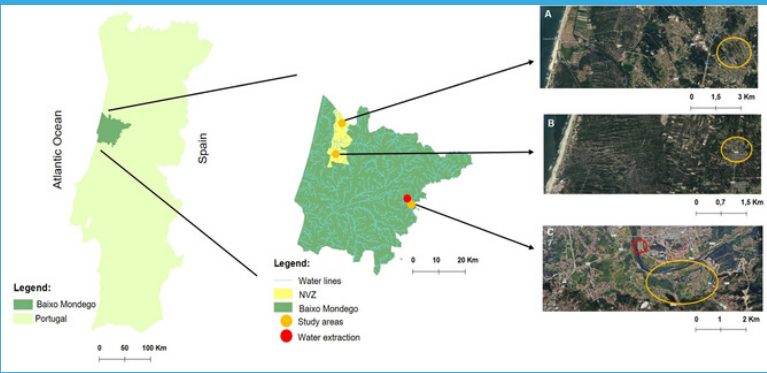 Atlantic Ocean
Spain
Legend:
Baixo Mondego
Portugal
0 50 100 Km
Legend:
Water lines
NVZ
Baixo Mondego
Study areas
Water extraction
0 10 20 Km
A
0 1,5 3 Km
B
0 0,7 1,5 Km
C
0 1 2 Km